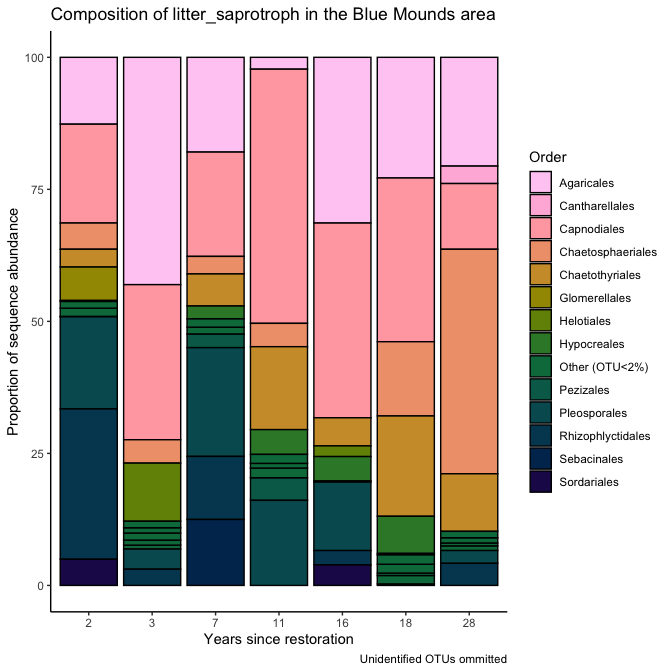 Composition of litter_saprotroph in the Blue Mounds area
Proportion of sequence abundance
100
75
50
25
0
2 3 7 11 16 18 28
Years since restoration
Unidentified OTUs ommitted
Order
Agaricales
Cantharellales
Capnodiales
Chaetosphaeriales
Chaetothyriales
Glomerellales
Helotiales
Hypocreales
Other (OTU<2%)
Pezizales
Pleosporales
Rhizophlyctidales
Sebacinales
Sordariales